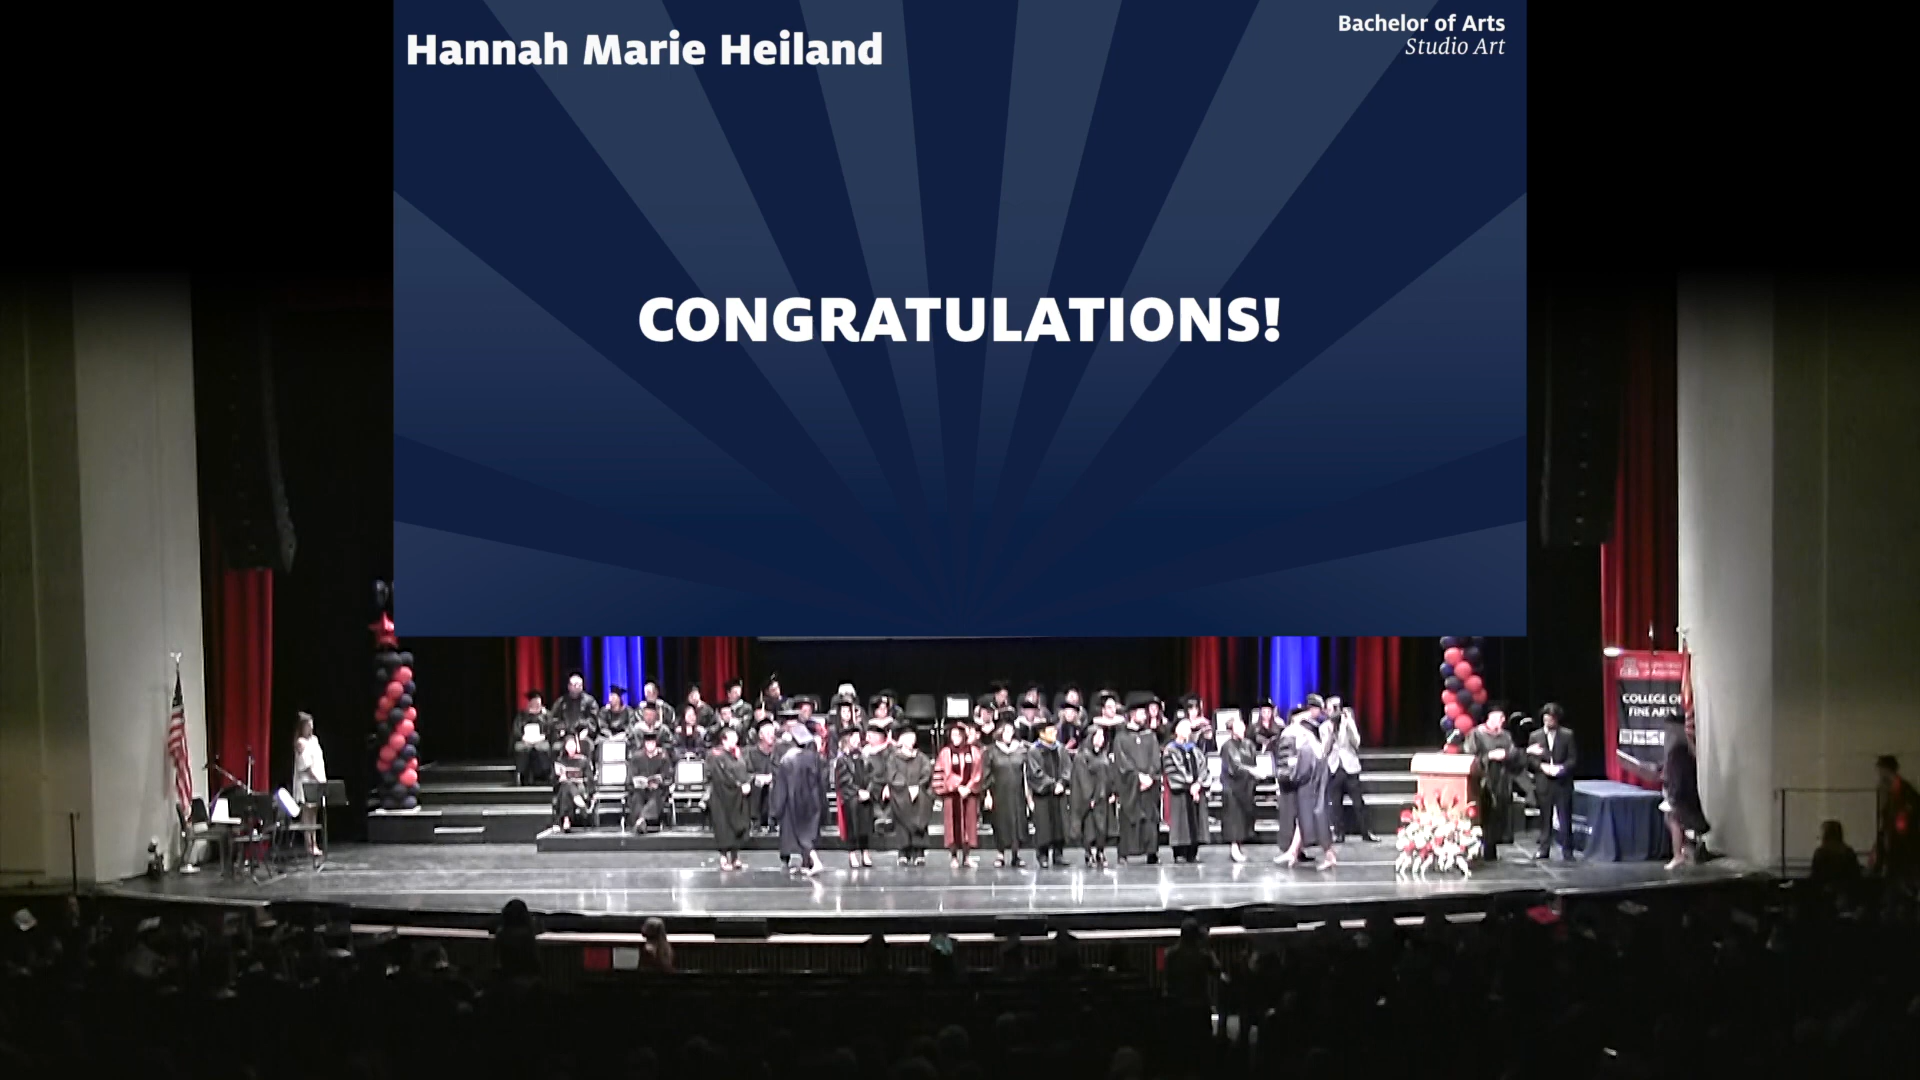 Hannah Marie Heiland
Bachelor of Arts
Studio Art
CONGRATULATIONS!
COLLEGE OF
FINE ARTS